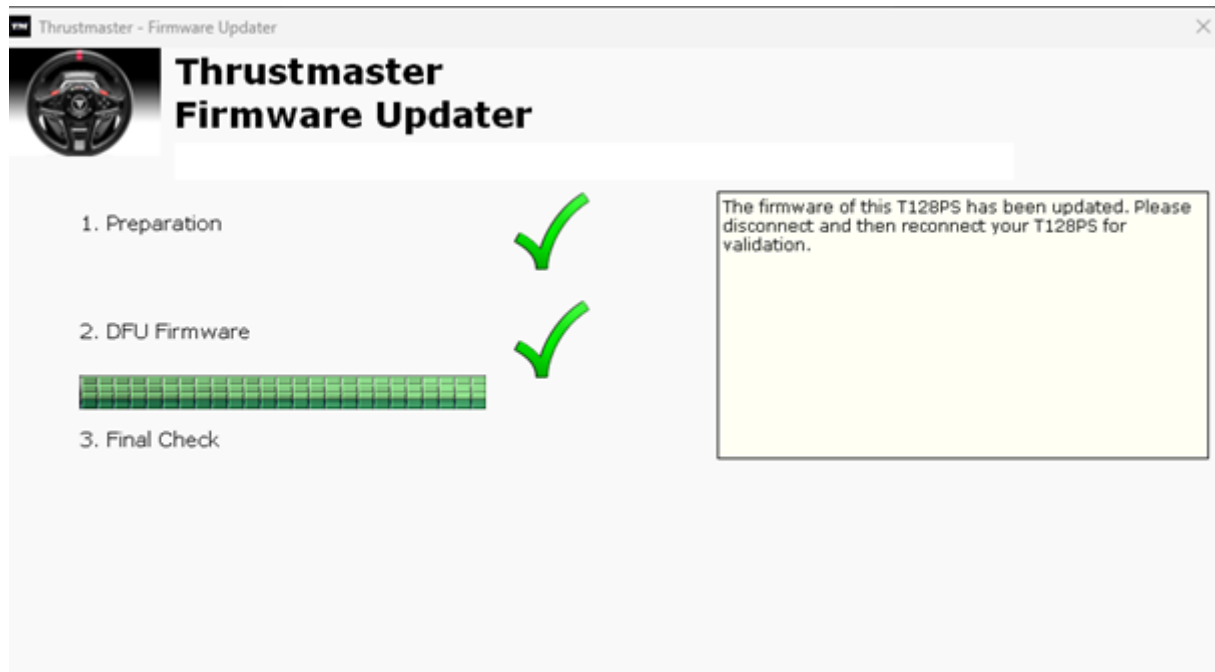 Thrustmaster - Firmware Updater
Thrustmaster
Firmware Updater
1. Preparation
2. DFU Firmware
3. Final Check
The firmware of this T128PS has been updated. Please
disconnect and then reconnect your T128PS for
validation.